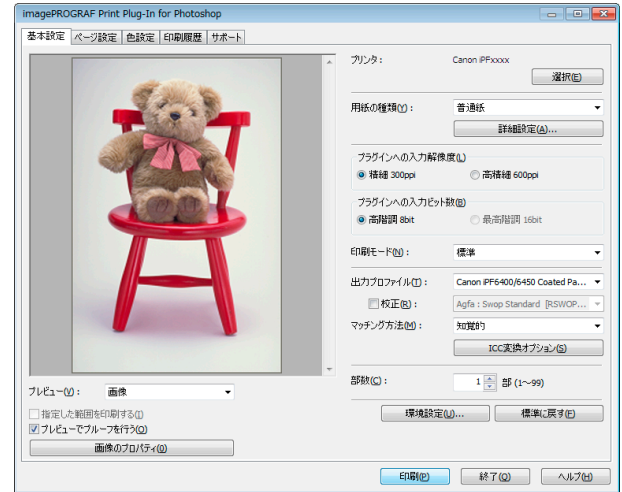 imagePROGRAF Print Plug-In for Photoshop
基本設定 ページ設定 色設定 印刷履歴 サポート
プリンタ: Canon iPFxxxx
選択(E)
用紙の種類(Y): 普通紙
詳細設定(A)...
プラグインへの入力解像度(L)
精細 300ppi 高精細 600ppi
プラグインへの入力ビット数(B)
高階調 8bit 最高階調 16bit
印刷モード(N): 標準
出力プロファイル(T): Canon iPF6400/6450 Coated Pa...
校正(R): Agfa : Swop Standard [RSWOP...
マッチング方法(M): 知覚的
ICC変換オプション(S)
部数(C): 1 部 (1～99)
プレビュー(V): 画像
指定した範囲を印刷する(I)
プレビューでプルーフを行う(O)
画像のプロパティ(0)
環境設定(U)... 標準に戻す(F)
印刷(P) 終了(Q) ヘルプ(H)